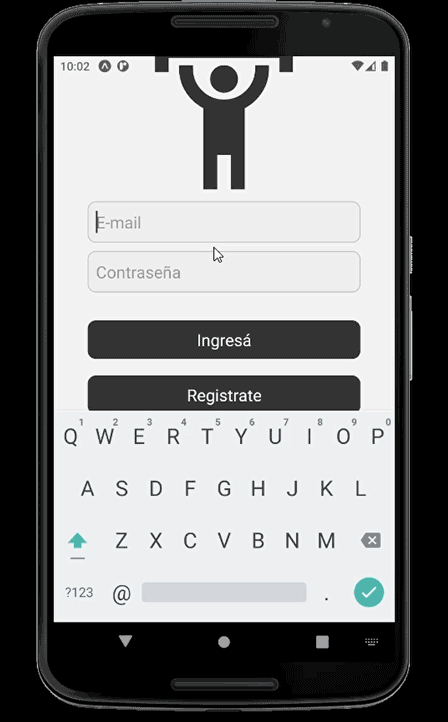 10:02
E-mail
Contraseña
Ingresá
Registrate
1 2 3 4 5 6 7 8 9 0
Q W E R T Y U I O P
A S D F G H J K L
Z X C V B N M
?123 @ .